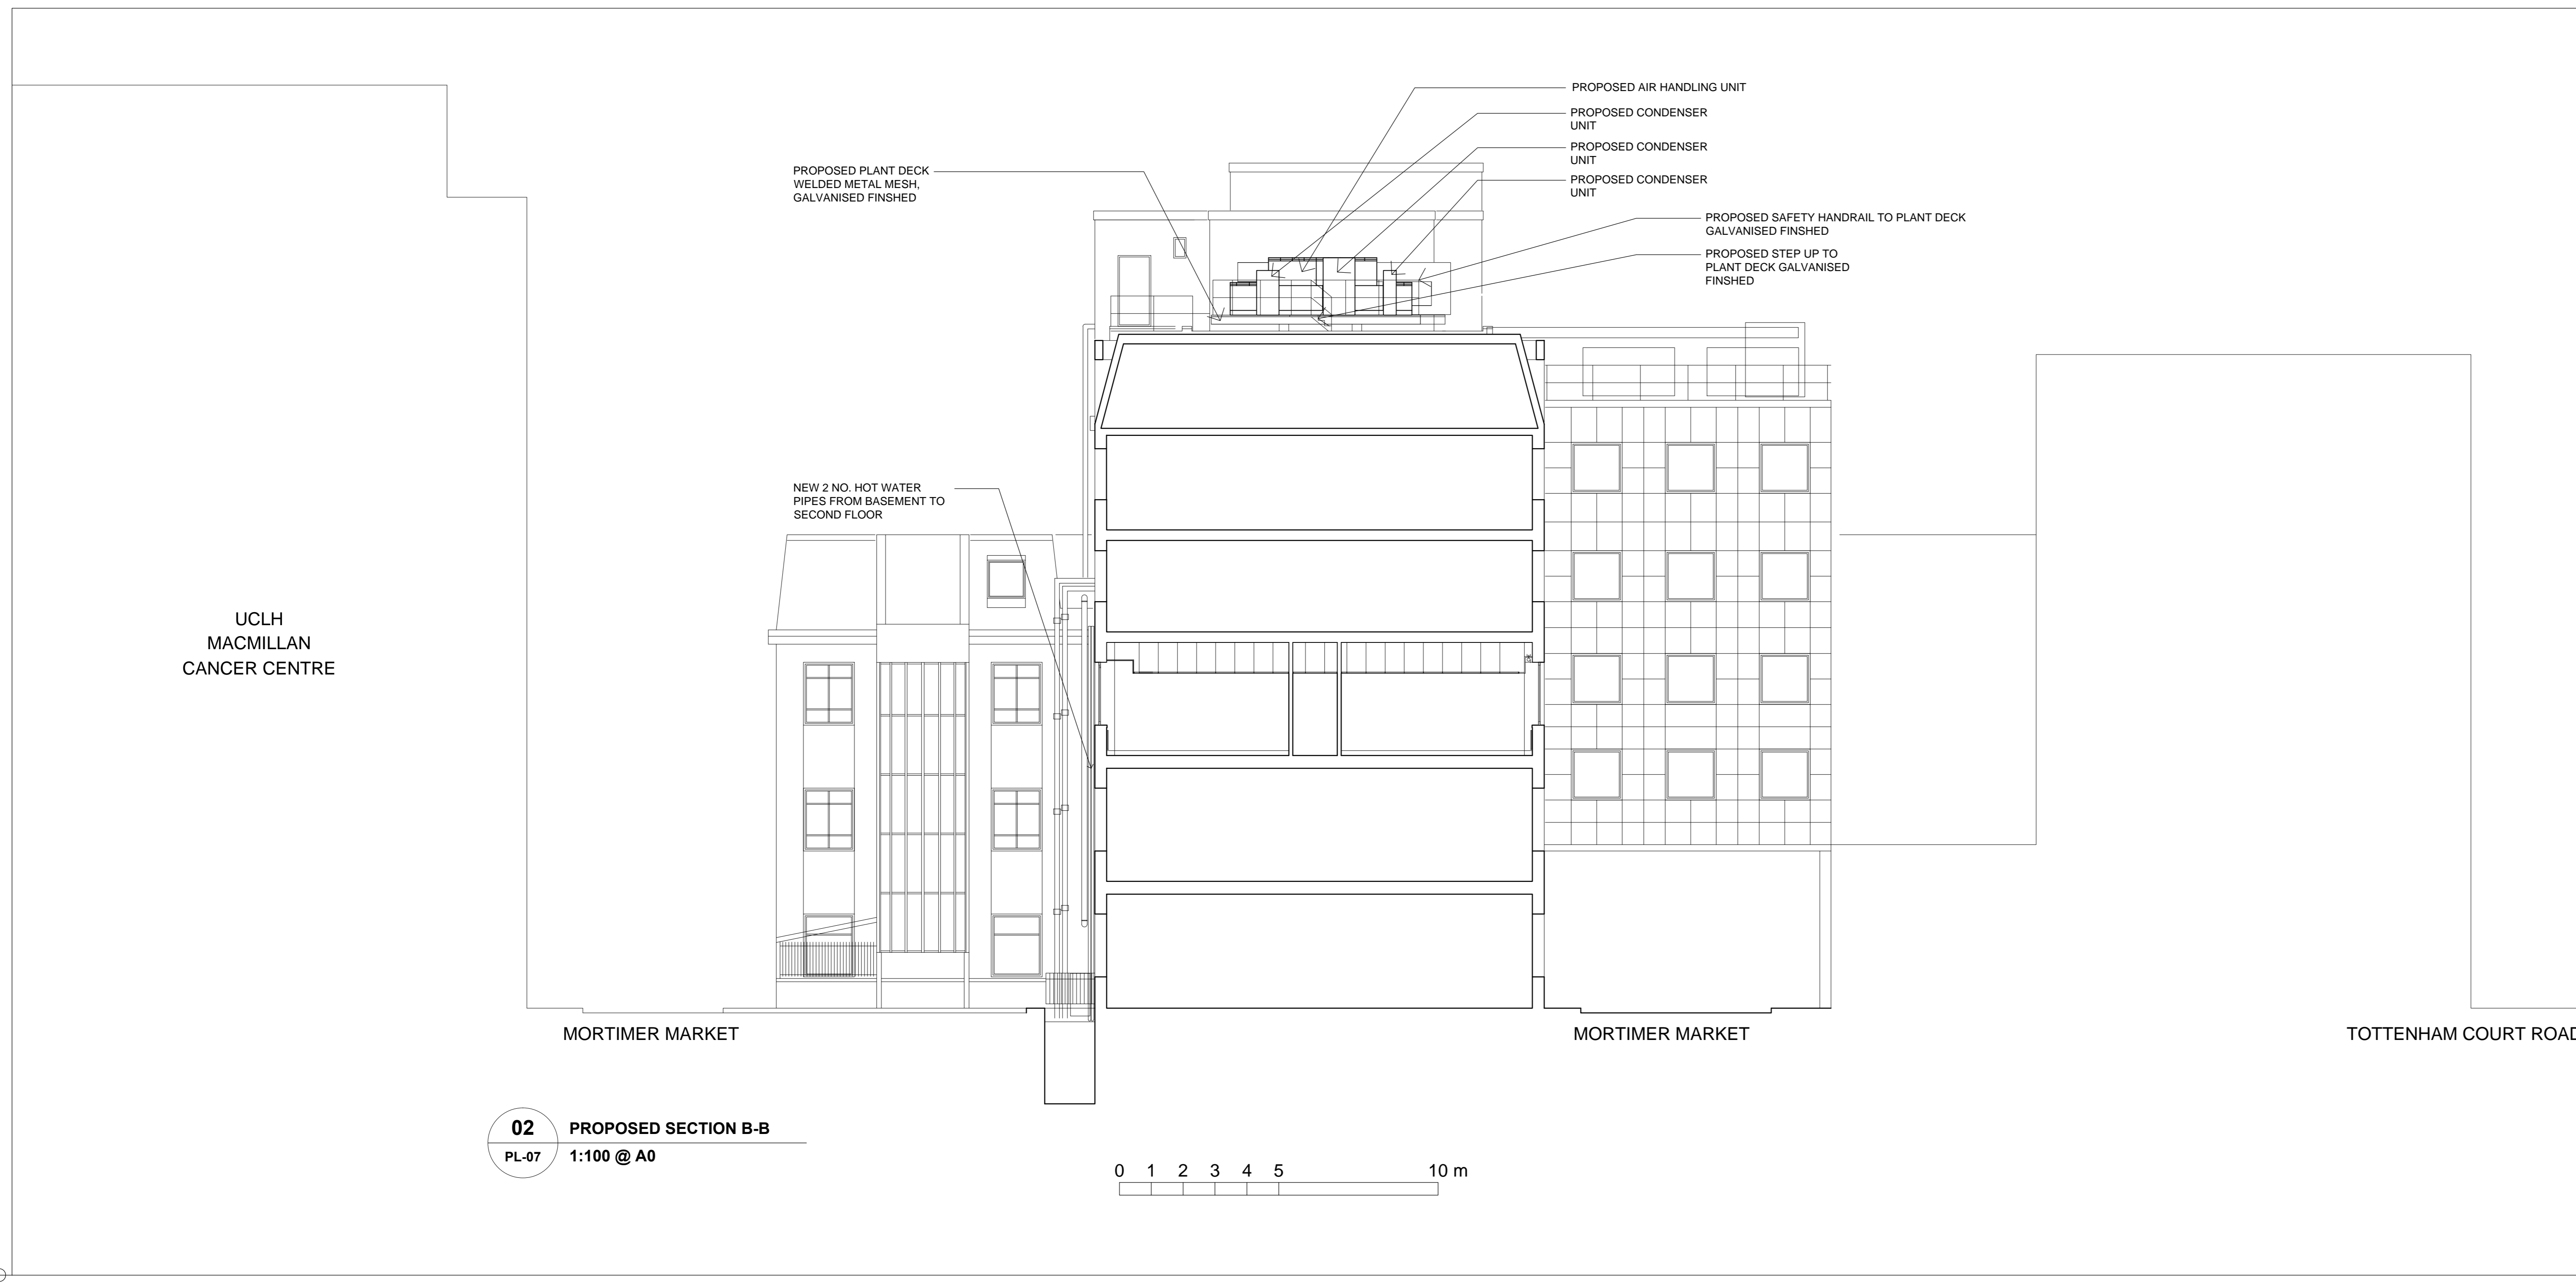 PROPOSED AIR HANDLING UNIT
PROPOSED CONDENSER
UNIT
PROPOSED CONDENSER
UNIT
PROPOSED CONDENSER
UNIT
PROPOSED PLANT DECK
WELDED METAL MESH,
GALVANISED FINSHED
PROPOSED SAFETY HANDRAIL TO PLANT DECK
GALVANISED FINSHED
PROPOSED STEP UP TO
PLANT DECK GALVANISED
FINSHED
NEW 2 NO. HOT WATER
PIPES FROM BASEMENT TO
SECOND FLOOR
UCLH
MACMILLAN
CANCER CENTRE
MORTIMER MARKET
MORTIMER MARKET
TOTTENHAM COURT ROAD
02
PROPOSED SECTION B-B
PL-07
1:100 @ A0
0 1 2 3 4 5 10 m